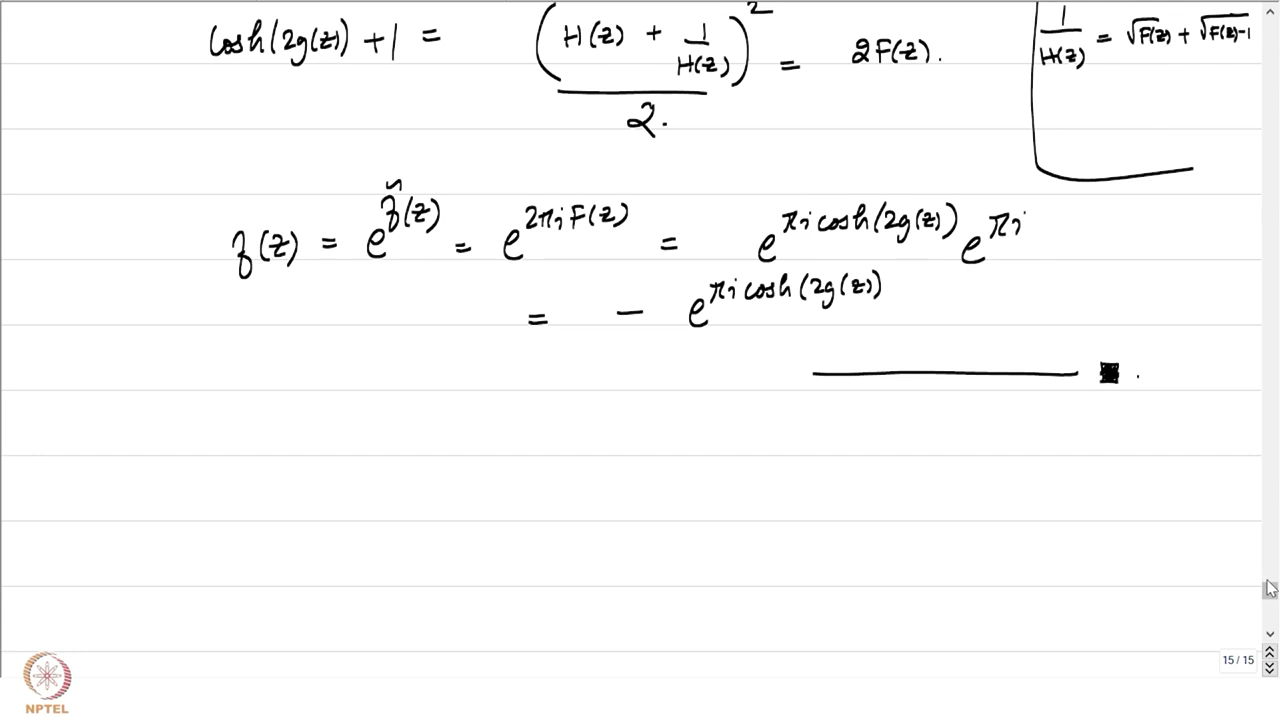 cosh(2g(z)) + 1 = (H(z) + 1/H(z))^2 / 2. = 2F(z).
1/H(z) = √F(z) + √F(z)-1
f(z) = e^{f̃(z)} = e^{2πi F(z)} = e^{πi cosh(2g(z))} e^{πi}
= - e^{πi cosh(2g(z))}
15 / 15
NPTEL